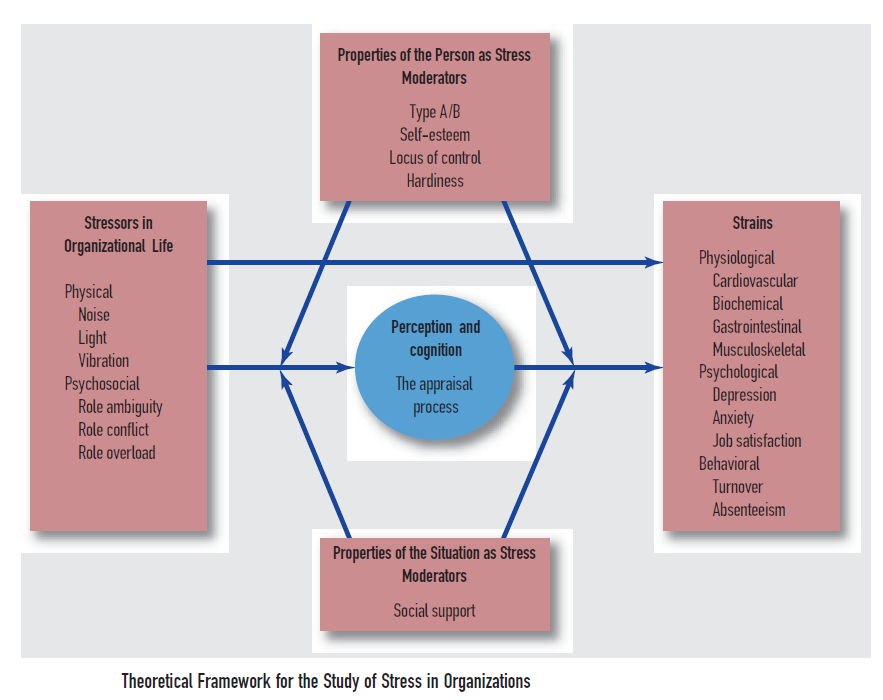 Properties of the Person as Stress
Moderators
Type A/B
Self-esteem
Locus of control
Hardiness
Stressors in
Organizational Life
Physical
Noise
Light
Vibration
Psychosocial
Role ambiguity
Role conflict
Role overload
Perception and
cognition
The appraisal
process
Strains
Physiological
Cardiovascular
Biochemical
Gastrointestinal
Musculoskeletal
Psychological
Depression
Anxiety
Job satisfaction
Behavioral
Turnover
Absenteeism
Properties of the Situation as Stress
Moderators
Social support
Theoretical Framework for the Study of Stress in Organizations